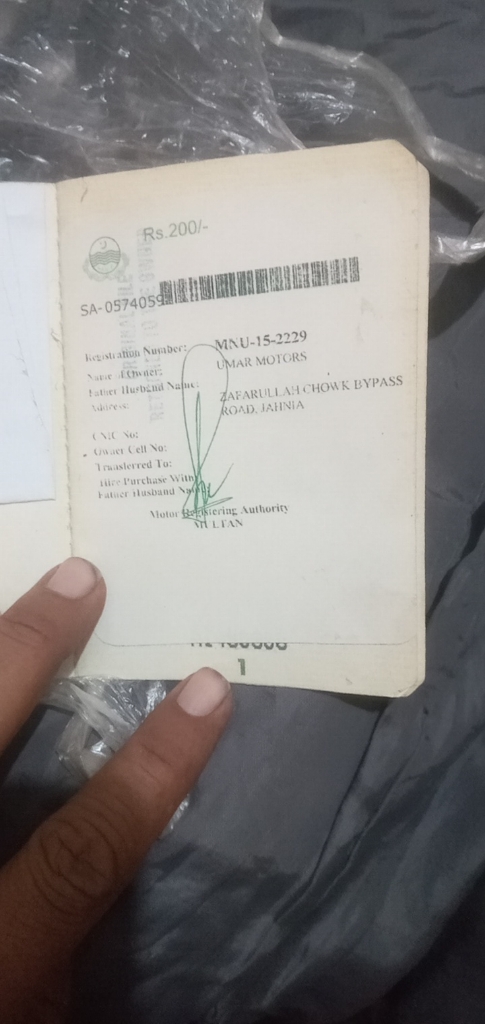 Rs.200/-
SA-0574059
Registration Number: MNU-15-2229
Name of Owner: UMAR MOTORS
Father Husband Name:
Address: ZAFARULLAH CHOWK BYPASS
ROAD, JAHNIA
CNIC No:
Owner Cell No:
Transferred To:
Hire Purchase With
Father Husband Name
Motor Registering Authority
MULTAN
1